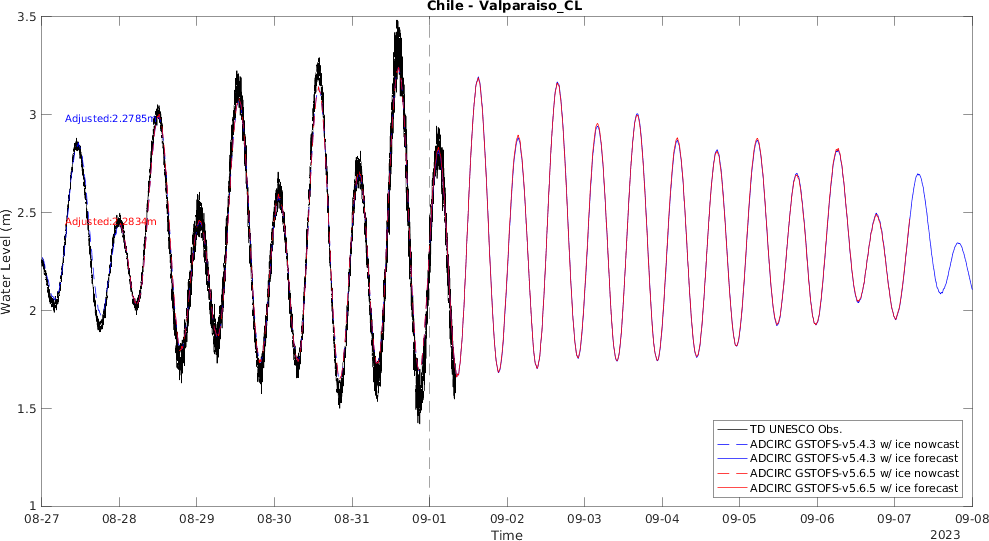 Chile - Valparaiso_CL
3.5
3
2.5
2
1.5
1
Water Level (m)
Adjusted:2.2785m
Adjusted:2.2834m
TD UNESCO Obs.
ADCIRC GSTOFS-v5.4.3 w/ ice nowcast
ADCIRC GSTOFS-v5.4.3 w/ ice forecast
ADCIRC GSTOFS-v5.6.5 w/ ice nowcast
ADCIRC GSTOFS-v5.6.5 w/ ice forecast
08-27 08-28 08-29 08-30 08-31 09-01 09-02 09-03 09-04 09-05 09-06 09-07 09-08
Time
2023